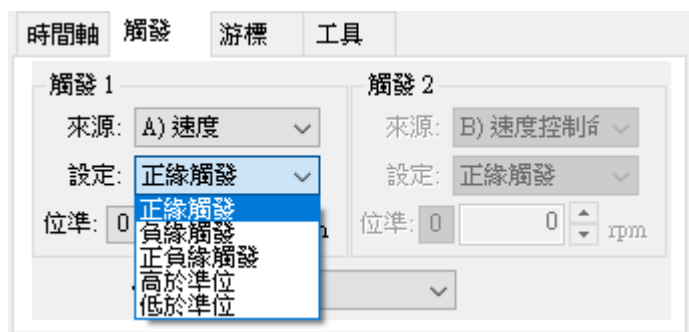 時間軸 觸發 游標 工具
觸發 1 觸發 2
來源: A) 速度 來源: B) 速度控制
設定: 正緣觸發 設定: 正緣觸發
位準: 0 位準: 0 0 rpm
正緣觸發
負緣觸發
正負緣觸發
高於準位
低於準位